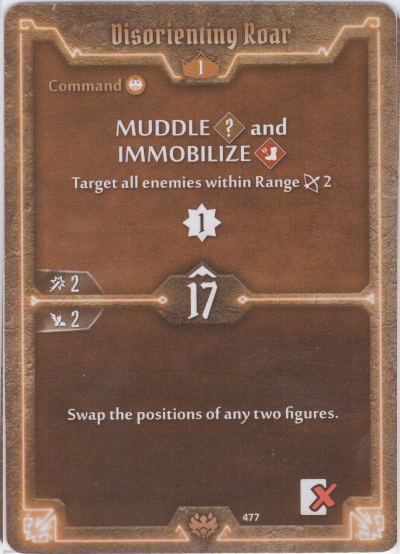 Disorienting Roar
1
Command
MUDDLE ? and
IMMOBILIZE
Target all enemies within Range 2
1
2
17
2
Swap the positions of any two figures.
477